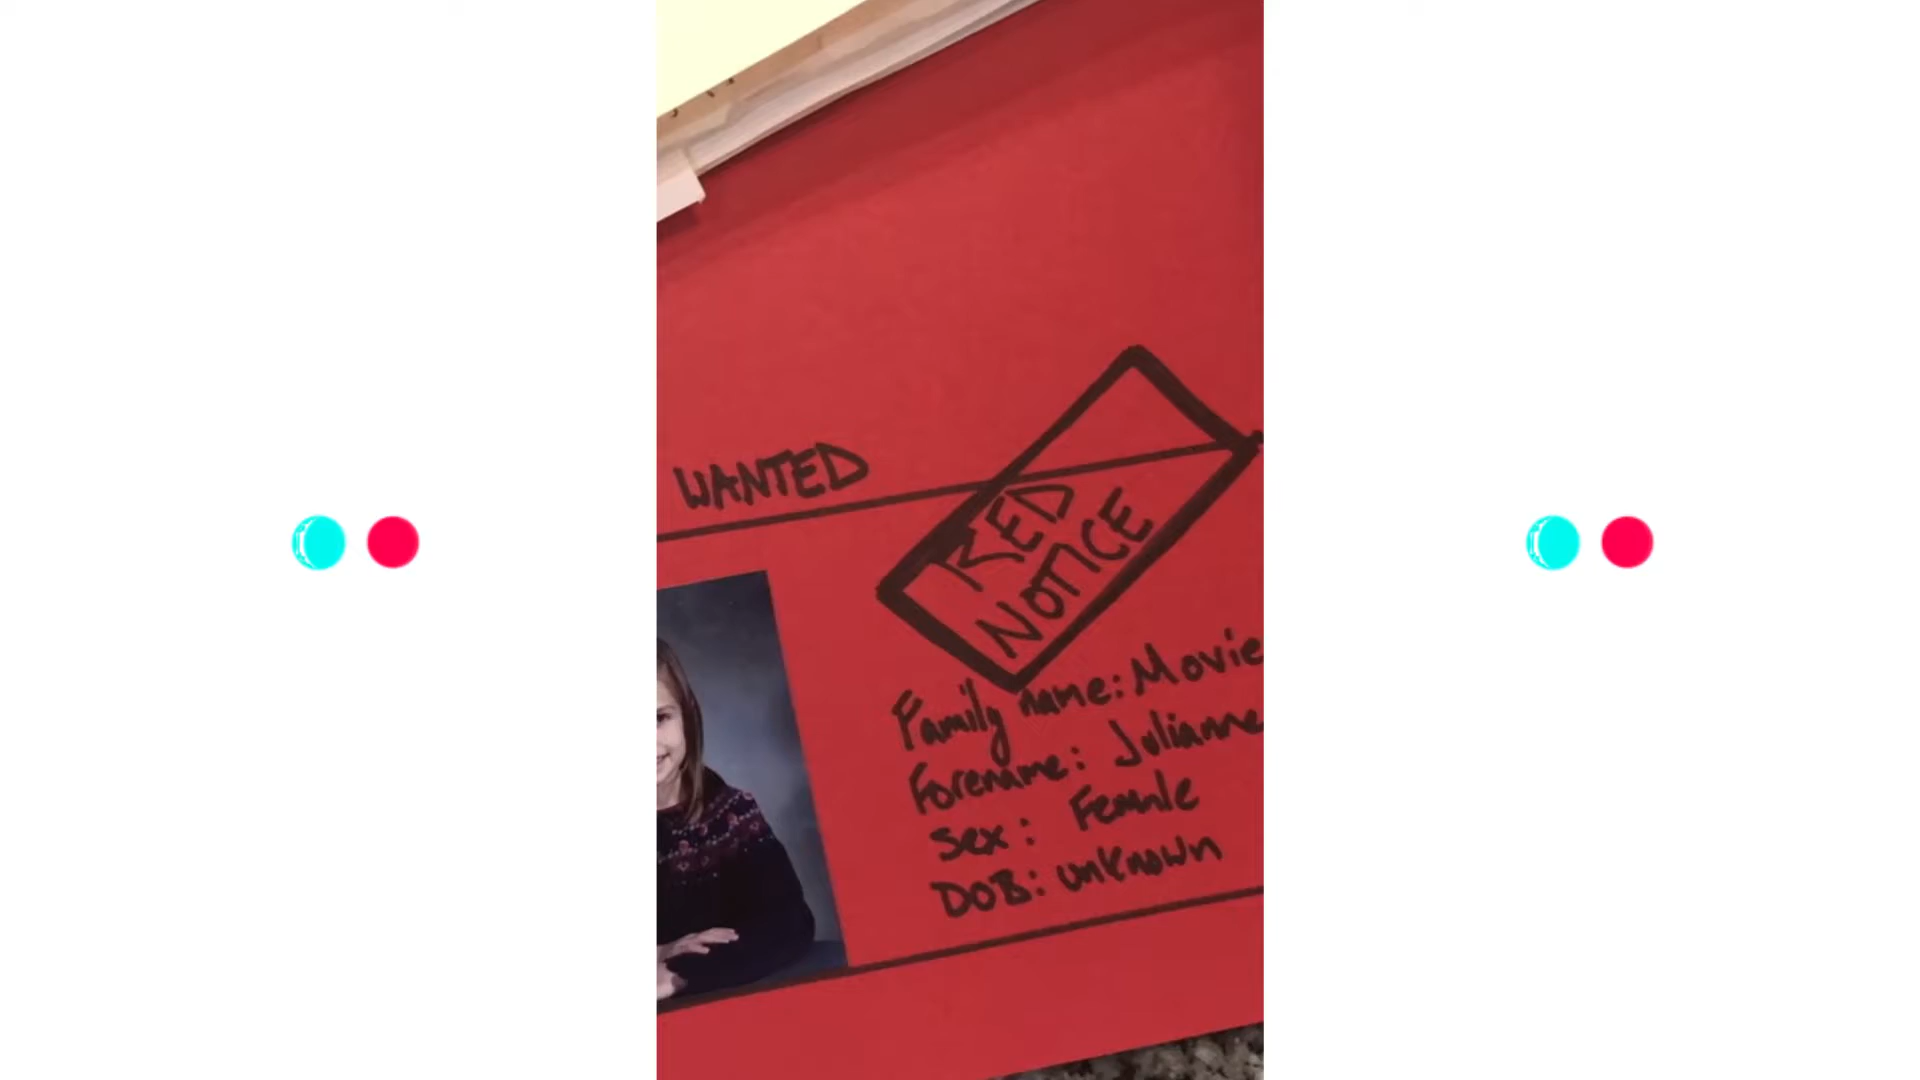 WANTED
RED
NOTICE
Family name: Movie
Forename: Julianne
Sex: Female
DOB: unknown